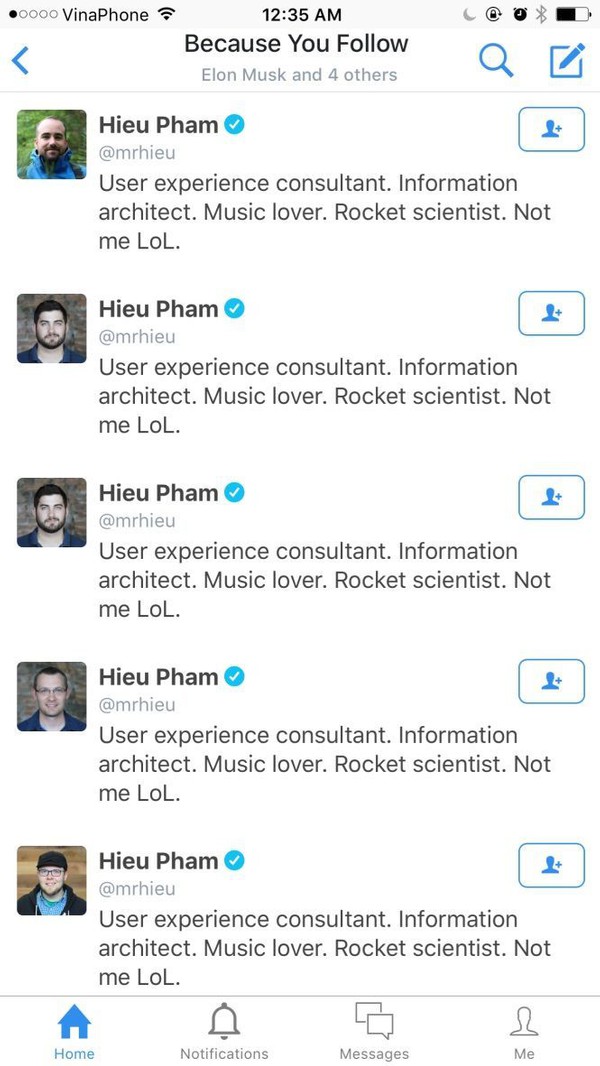 VinaPhone 12:35 AM
Because You Follow
Elon Musk and 4 others
Hieu Pham
@mrhieu
User experience consultant. Information
architect. Music lover. Rocket scientist. Not
me LoL.
Hieu Pham
@mrhieu
User experience consultant. Information
architect. Music lover. Rocket scientist. Not
me LoL.
Hieu Pham
@mrhieu
User experience consultant. Information
architect. Music lover. Rocket scientist. Not
me LoL.
Hieu Pham
@mrhieu
User experience consultant. Information
architect. Music lover. Rocket scientist. Not
me LoL.
Hieu Pham
@mrhieu
User experience consultant. Information
architect. Music lover. Rocket scientist. Not
me LoL.
Home Notifications Messages Me